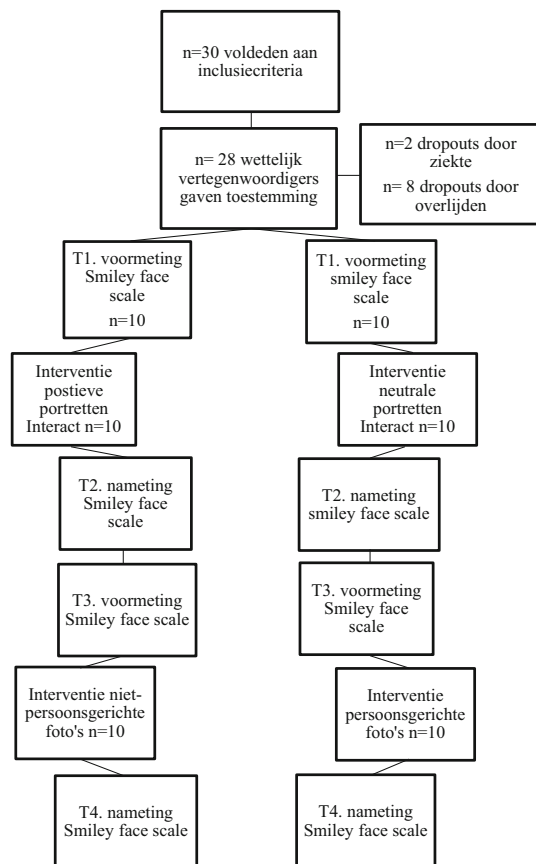 n=30 voldeden aan
inclusiecriteria
n= 28 wettelijk
vertegenwoordigers
gaven toestemming
n=2 dropouts door
ziekte
n= 8 dropouts door
overlijden
T1. voormeting
Smiley face
scale
n=10
T1. voormeting
smiley face
scale
n=10
Interventie
postieve
portretten
Interact n=10
Interventie
neutrale
portretten
Interact n=10
T2. nameting
Smiley face
scale
T2. nameting
smiley face scale
T3. voormeting
Smiley face scale
T3. voormeting
Smiley face
scale
Interventie niet-
persoonsgerichte
foto's n=10
Interventie
persoonsgerichte
foto's n=10
T4. nameting
Smiley face scale
T4. nameting
Smiley face scale